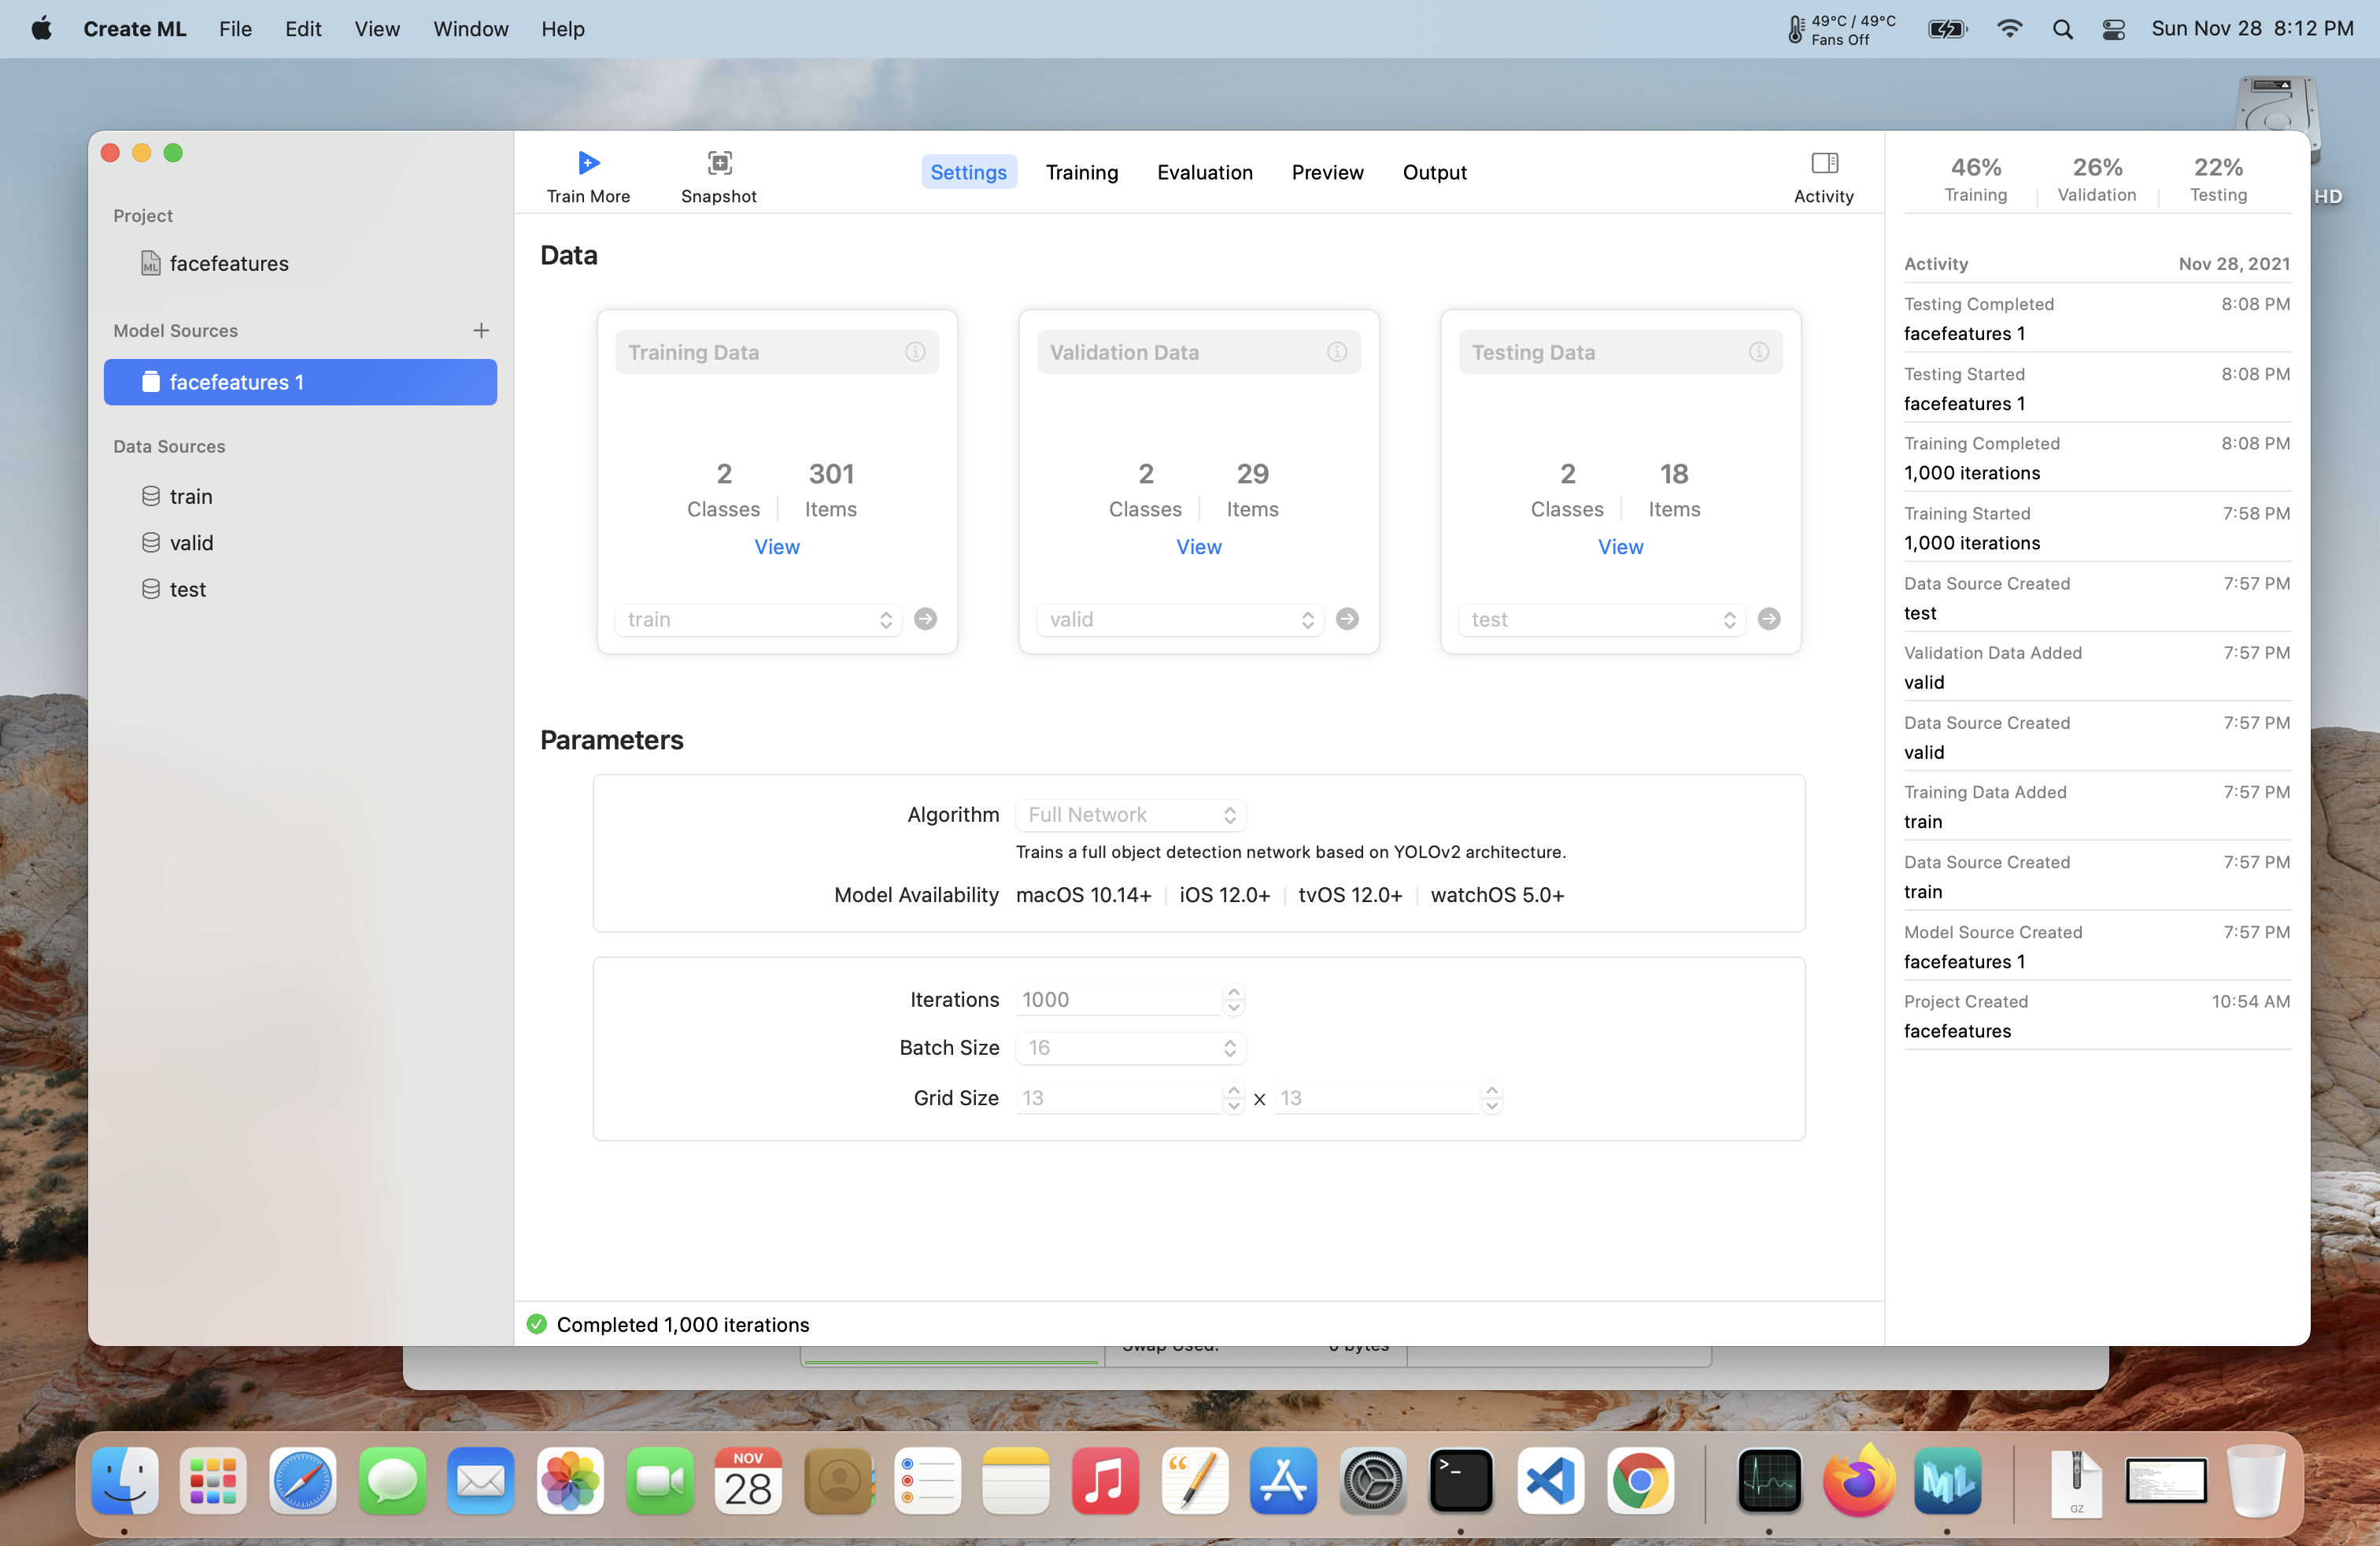 Create ML File Edit View Window Help
49°C / 49°C
Fans Off
Sun Nov 28 8:12 PM
HD
Project
facefeatures
Model Sources
facefeatures 1
Data Sources
train
valid
test
Train More
Snapshot
Settings Training Evaluation Preview Output
Activity
Data
Training Data
2 301
Classes Items
View
train
Validation Data
2 29
Classes Items
View
valid
Testing Data
2 18
Classes Items
View
test
Parameters
Algorithm Full Network
Trains a full object detection network based on YOLOv2 architecture.
Model Availability macOS 10.14+ iOS 12.0+ tvOS 12.0+ watchOS 5.0+
Iterations 1000
Batch Size 16
Grid Size 13 x 13
Completed 1,000 iterations
46% 26% 22%
Training Validation Testing
Activity Nov 28, 2021
Testing Completed 8:08 PM
facefeatures 1
Testing Started 8:08 PM
facefeatures 1
Training Completed 8:08 PM
1,000 iterations
Training Started 7:58 PM
1,000 iterations
Data Source Created 7:57 PM
test
Validation Data Added 7:57 PM
valid
Data Source Created 7:57 PM
valid
Training Data Added 7:57 PM
train
Data Source Created 7:57 PM
train
Model Source Created 7:57 PM
facefeatures 1
Project Created 10:54 AM
facefeatures
Swap Used: 0 bytes
NOV
28
>_
ML
GZ